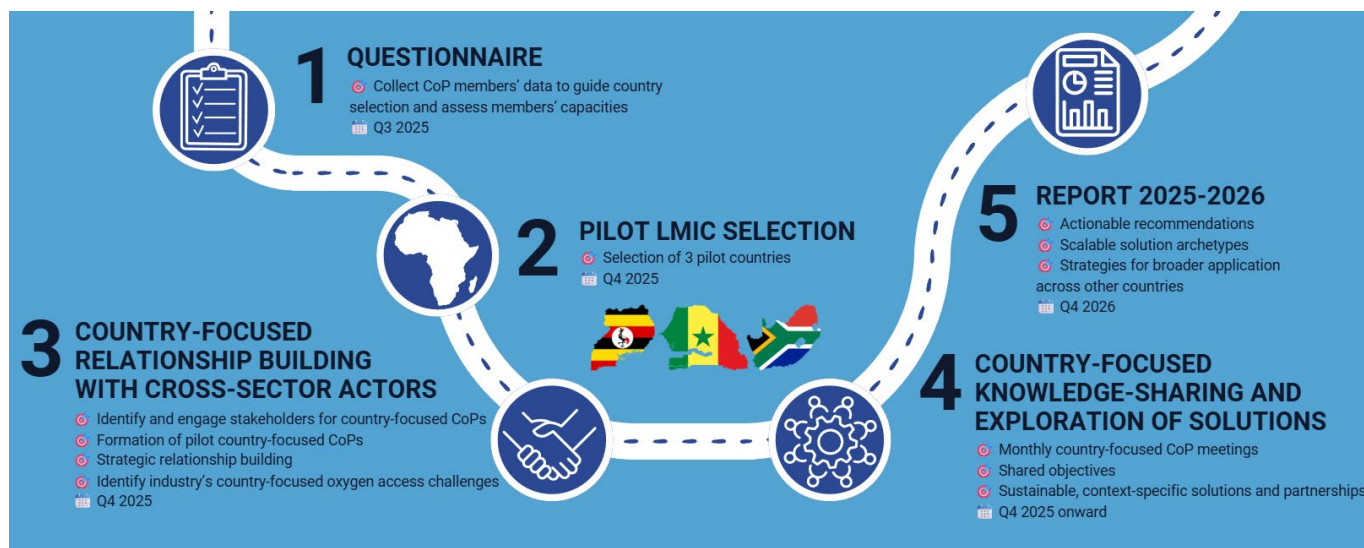 1
QUESTIONNAIRE
Collect CoP members' data to guide country
selection and assess members' capacities
Q3 2025
2
PILOT LMIC SELECTION
Selection of 3 pilot countries
Q4 2025
3
COUNTRY-FOCUSED
RELATIONSHIP BUILDING
WITH CROSS-SECTOR ACTORS
Identify and engage stakeholders for country-focused CoPs
Formation of pilot country-focused CoPs
Strategic relationship building
Identify industry's country-focused oxygen access challenges
Q4 2025
4
COUNTRY-FOCUSED
KNOWLEDGE-SHARING AND
EXPLORATION OF SOLUTIONS
Monthly country-focused CoP meetings
Shared objectives
Sustainable, context-specific solutions and partnerships
Q4 2025 onward
5
REPORT 2025-2026
Actionable recommendations
Scalable solution archetypes
Strategies for broader application
across other countries
Q4 2026